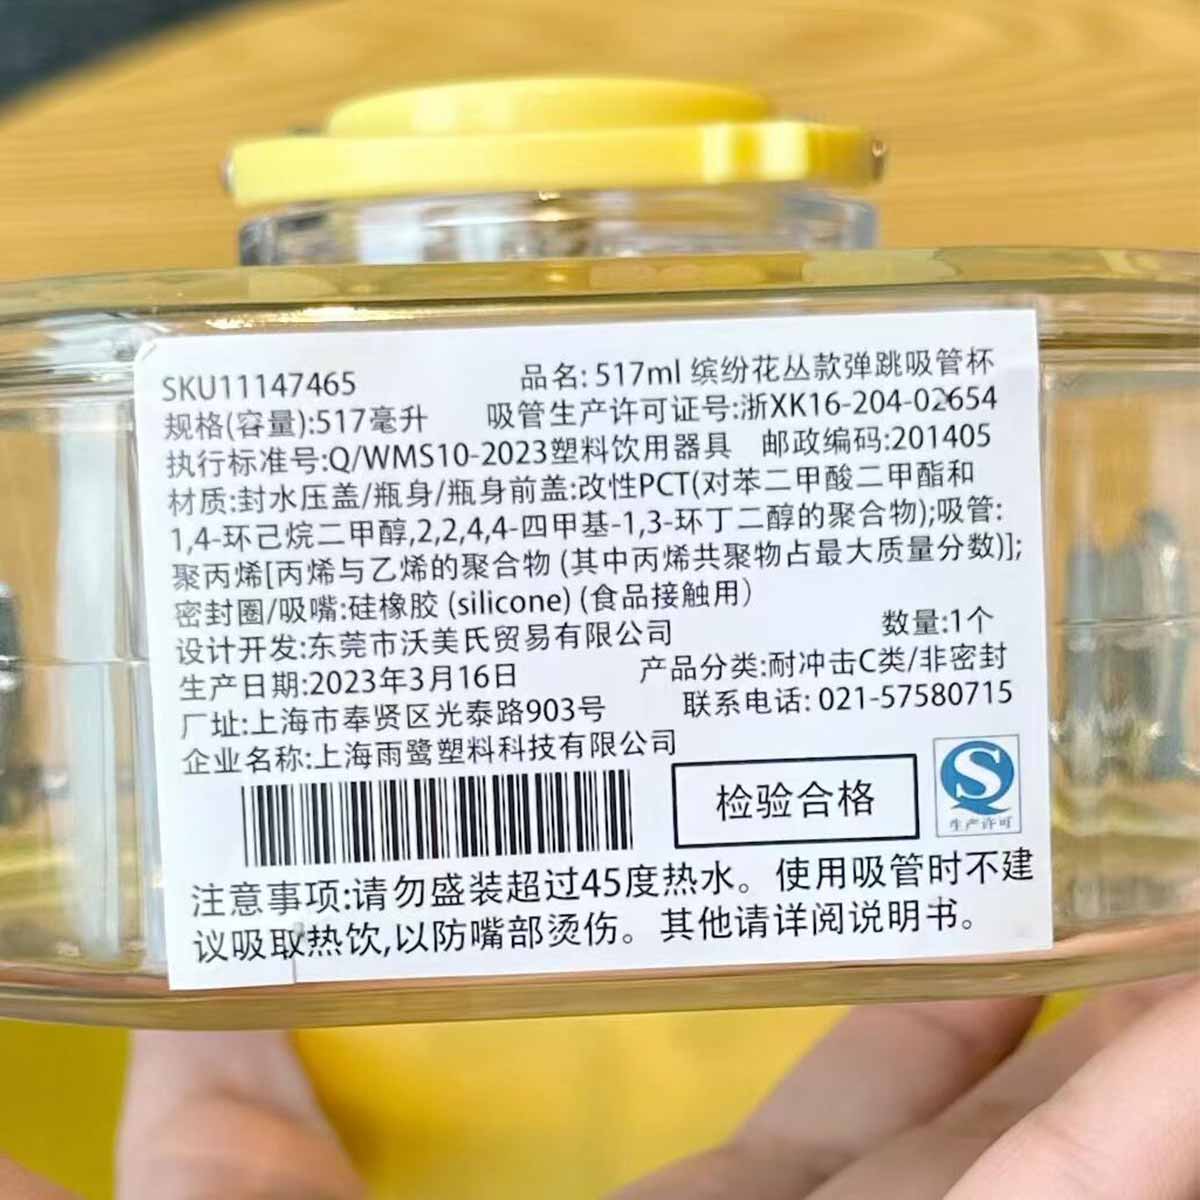 SKU11147465 品名: 517ml 缤纷花丛款弹跳吸管杯
规格(容量):517毫升 吸管生产许可证号:浙XK16-204-02654
执行标准号:Q/WMS10-2023塑料饮用器具 邮政编码:201405
材质:封水压盖/瓶身/瓶身前盖:改性PCT(对苯二甲酸二甲酯和
1,4-环己烷二甲醇,2,2,4,4-四甲基-1,3-环丁二醇的聚合物);吸管:
聚丙烯[丙烯与乙烯的聚合物 (其中丙烯共聚物占最大质量分数)];
密封圈/吸嘴:硅橡胶 (silicone) (食品接触用)
设计开发:东莞市沃美氏贸易有限公司 数量:1个
生产日期:2023年3月16日 产品分类:耐冲击C类/非密封
厂址:上海市奉贤区光泰路903号 联系电话: 021-57580715
企业名称:上海雨鹭塑料科技有限公司
检验合格
生产许可
注意事项:请勿盛装超过45度热水。使用吸管时不建
议吸取热饮,以防嘴部烫伤。其他请详阅说明书。